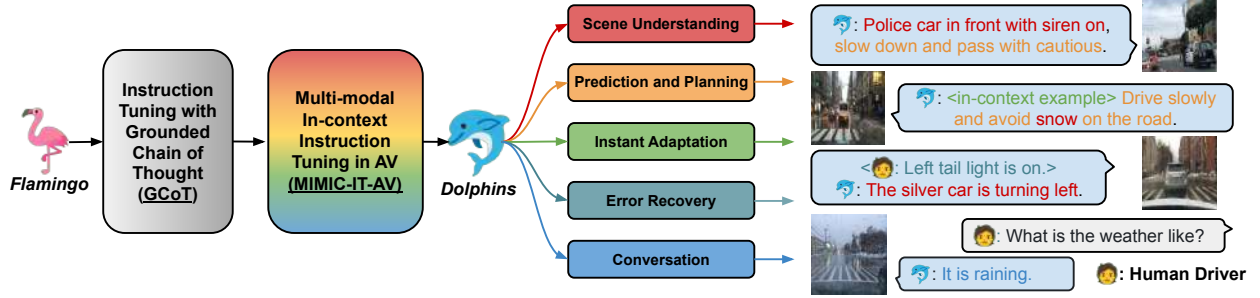 Flamingo
Instruction
Tuning with
Grounded
Chain of
Thought
(GCoT)
Multi-modal
In-context
Instruction
Tuning in AV
(MIMIC-IT-AV)
Dolphins
Scene Understanding
Prediction and Planning
Instant Adaptation
Error Recovery
Conversation
: Police car in front with siren on,
slow down and pass with cautious.
: <in-context example> Drive slowly
and avoid snow on the road.
<🧑: Left tail light is on.>
: The silver car is turning left.
: What is the weather like?
: It is raining.
: Human Driver